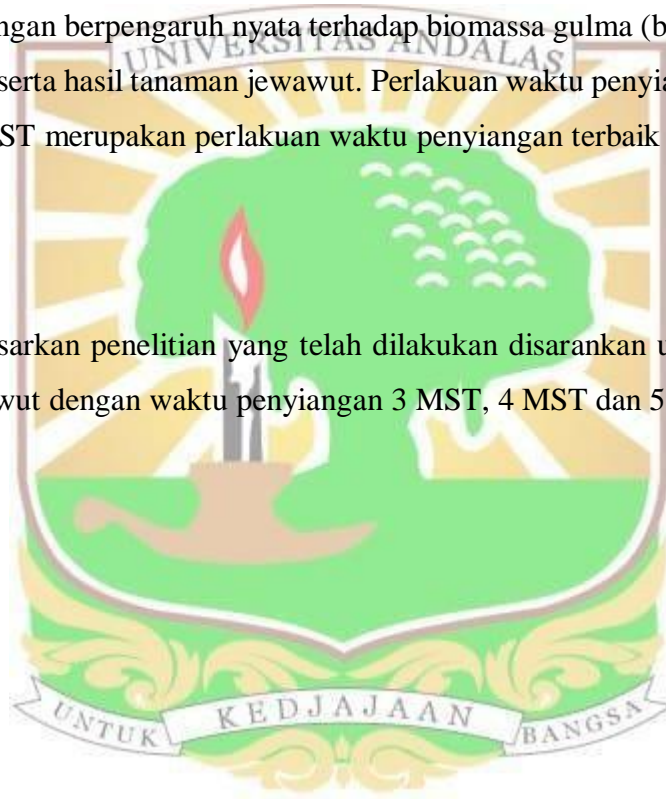 ngan berpengaruh nyata terhadap biomassa gulma (b
UNIVERSITAS ANDALAS
serta hasil tanaman jewawut. Perlakuan waktu penyia
ST merupakan perlakuan waktu penyiangan terbaik
sarkan penelitian yang telah dilakukan disarankan u
wut dengan waktu penyiangan 3 MST, 4 MST dan 5
UNTUK KEDJAJAAN BANGSA